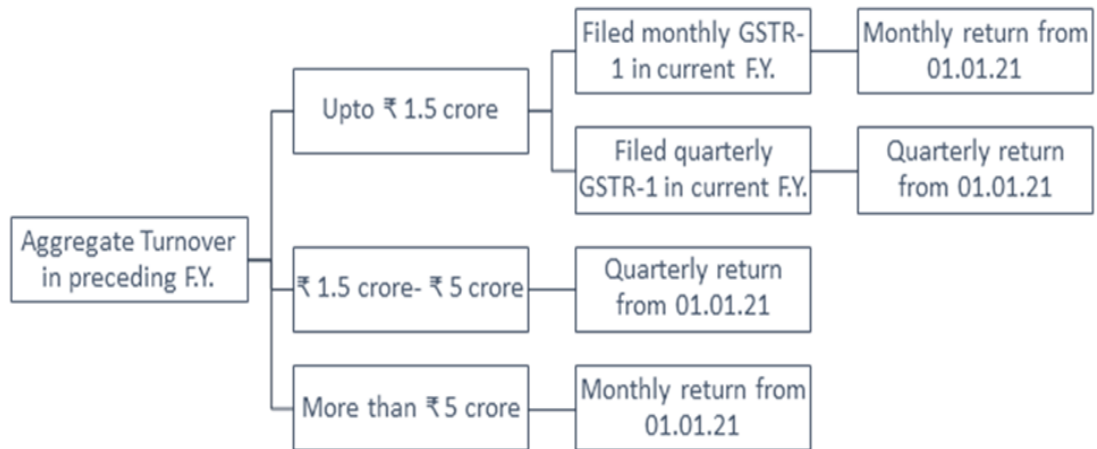 Aggregate Turnover
in preceding F.Y.
Upto ₹ 1.5 crore
Filed monthly GSTR-
1 in current F.Y.
Monthly return from
01.01.21
Filed quarterly
GSTR-1 in current F.Y.
Quarterly return
from 01.01.21
₹ 1.5 crore- ₹ 5 crore
Quarterly return
from 01.01.21
More than ₹ 5 crore
Monthly return from
01.01.21